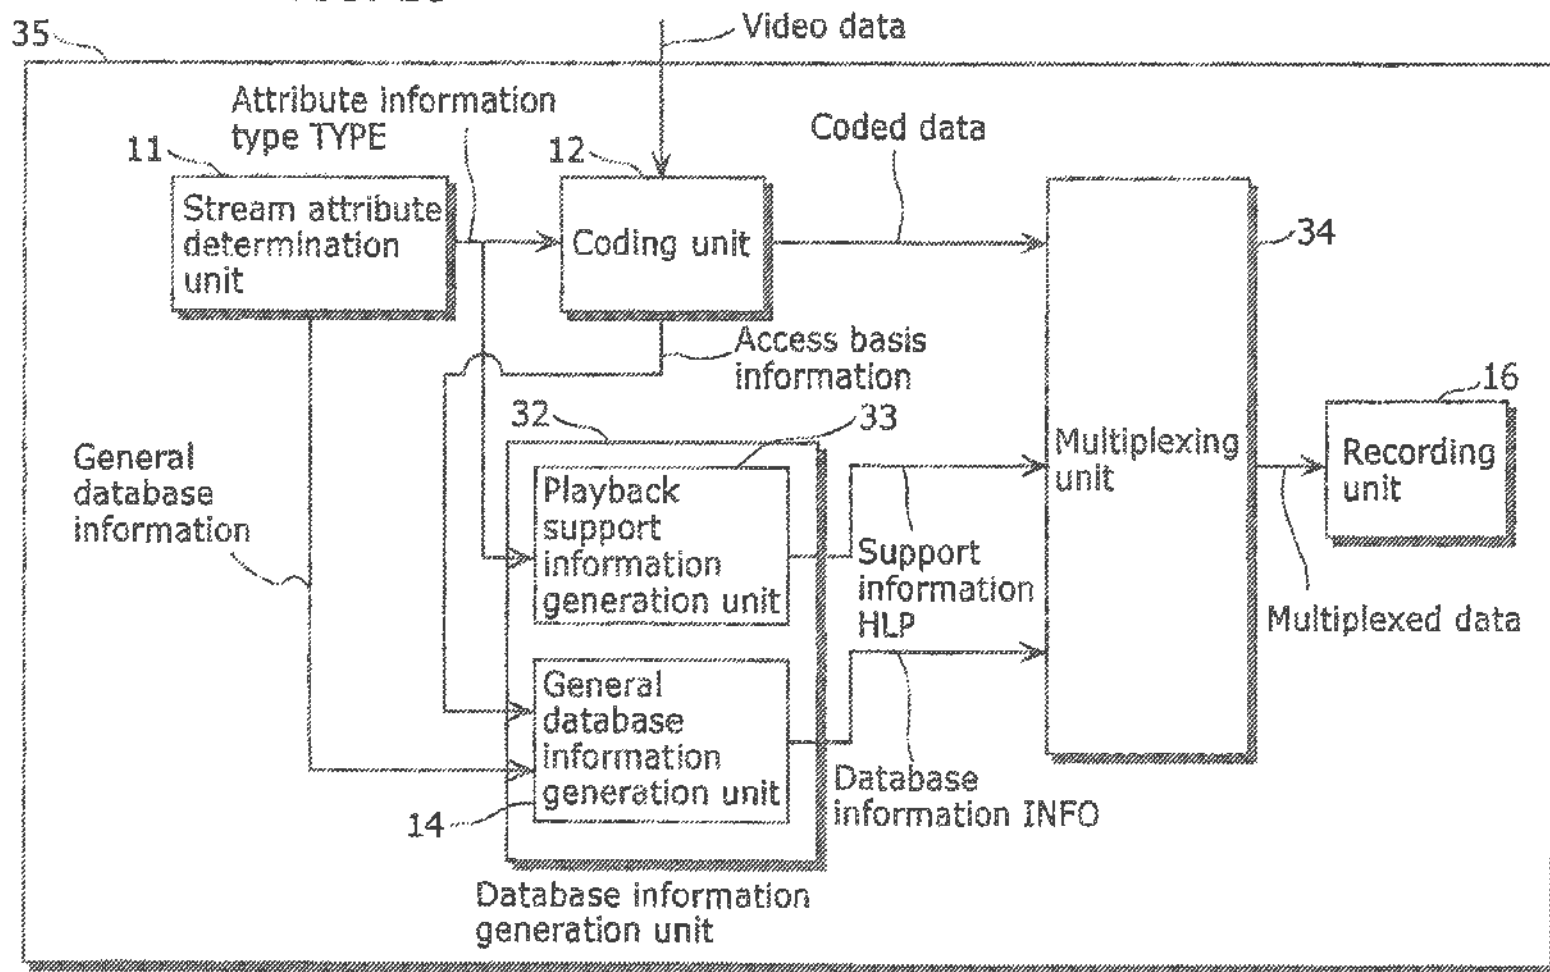 35
Video data
Attribute information
type TYPE
Coded data
11
12
Stream attribute
determination
unit
Coding unit
34
Access basis
information
16
32
33
General
database
information
Multiplexing
unit
Recording
unit
Playback
support
information
generation unit
Support
information
HLP
Multiplexed data
General
database
information
generation unit
14
Database
information INFO
Database information
generation unit